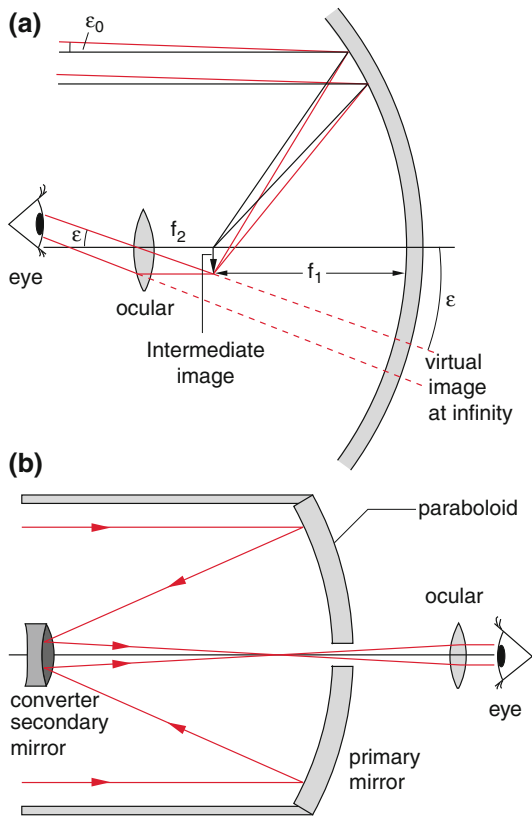 (a)
ε₀
ε
f₂
eye
ocular
f₁
ε
Intermediate
image
virtual
image
at infinity
(b)
paraboloid
ocular
converter
secondary
mirror
eye
primary
mirror